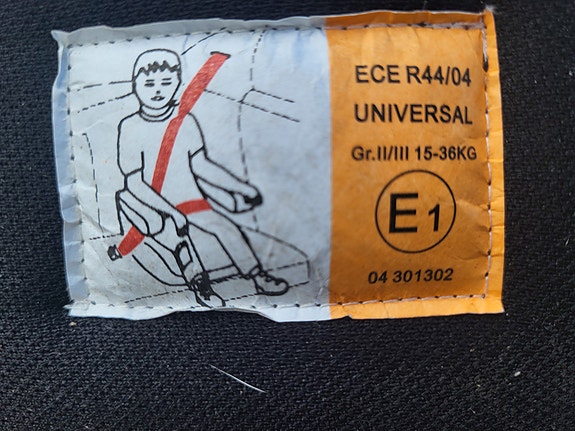 ECE R44/04
UNIVERSAL
Gr.II/III 15-36KG
E1
04 301302